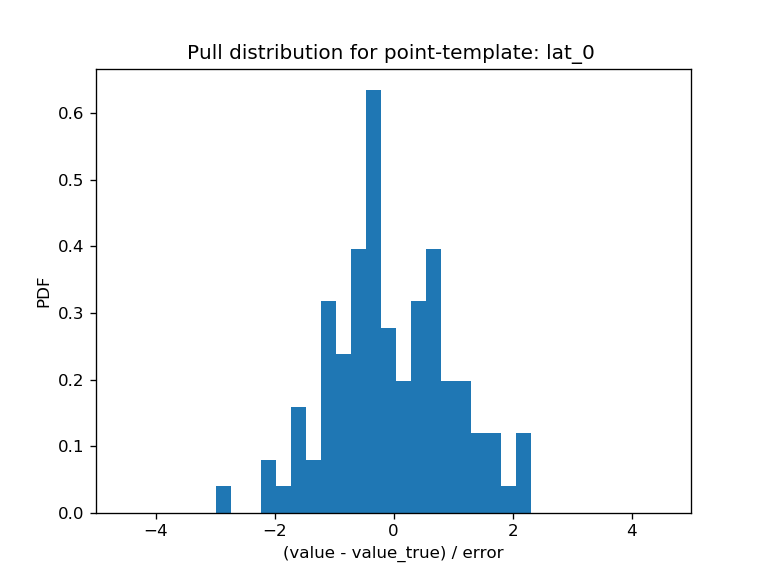 Pull distribution for point-template: lat_0
PDF
0.6
0.5
0.4
0.3
0.2
0.1
0.0
−4 −2 0 2 4
(value - value_true) / error